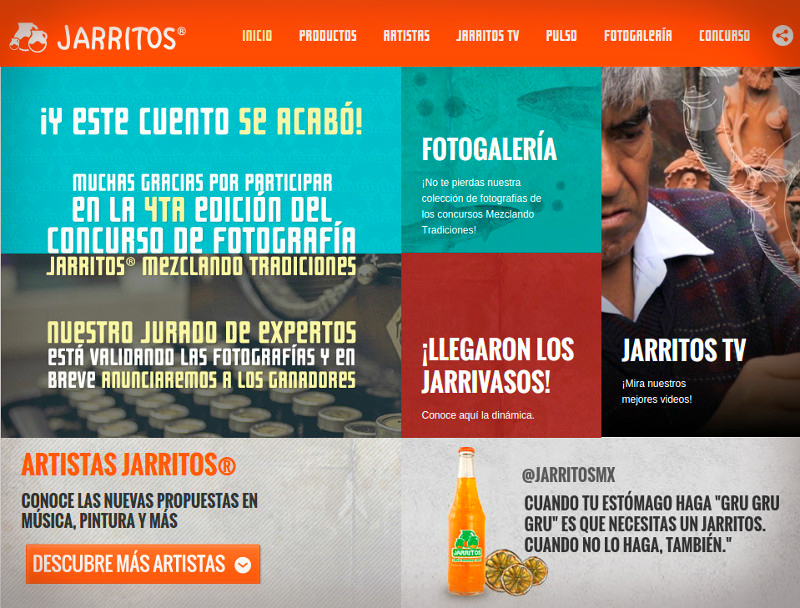 JARRITOS®
INICIO PRODUCTOS ARTISTAS JARRITOS TV PULSO FOTOGALERÍA CONCURSO
¡Y ESTE CUENTO SE ACABÓ!
MUCHAS GRACIAS POR PARTICIPAR
EN LA 4TA EDICIÓN DEL
CONCURSO DE FOTOGRAFÍA
JARRITOS® MEZCLANDO TRADICIONES
NUESTRO JURADO DE EXPERTOS
ESTÁ VALIDANDO LAS FOTOGRAFÍAS Y EN
BREVE ANUNCIAREMOS A LOS GANADORES
FOTOGALERÍA
¡No te pierdas nuestra
colección de fotografías de
los concursos Mezclando
Tradiciones!
¡LLEGARON LOS
JARRIVASOS!
Conoce aquí la dinámica.
JARRITOS TV
¡Mira nuestros
mejores videos!
ARTISTAS JARRITOS®
CONOCE LAS NUEVAS PROPUESTAS EN
MÚSICA, PINTURA Y MÁS
DESCUBRE MÁS ARTISTAS
JARRITOS
@JARRITOSMX
CUANDO TU ESTÓMAGO HAGA "GRU GRU
GRU" ES QUE NECESITAS UN JARRITOS.
CUANDO NO LO HAGA, TAMBIÉN."